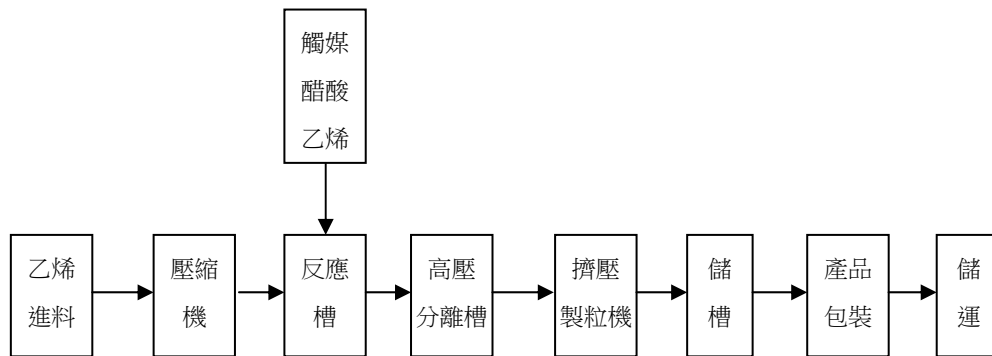 觸媒
醋酸
乙烯
乙烯
進料
壓縮
機
反應
槽
高壓
分離槽
擠壓
製粒機
儲
槽
產品
包裝
儲
運